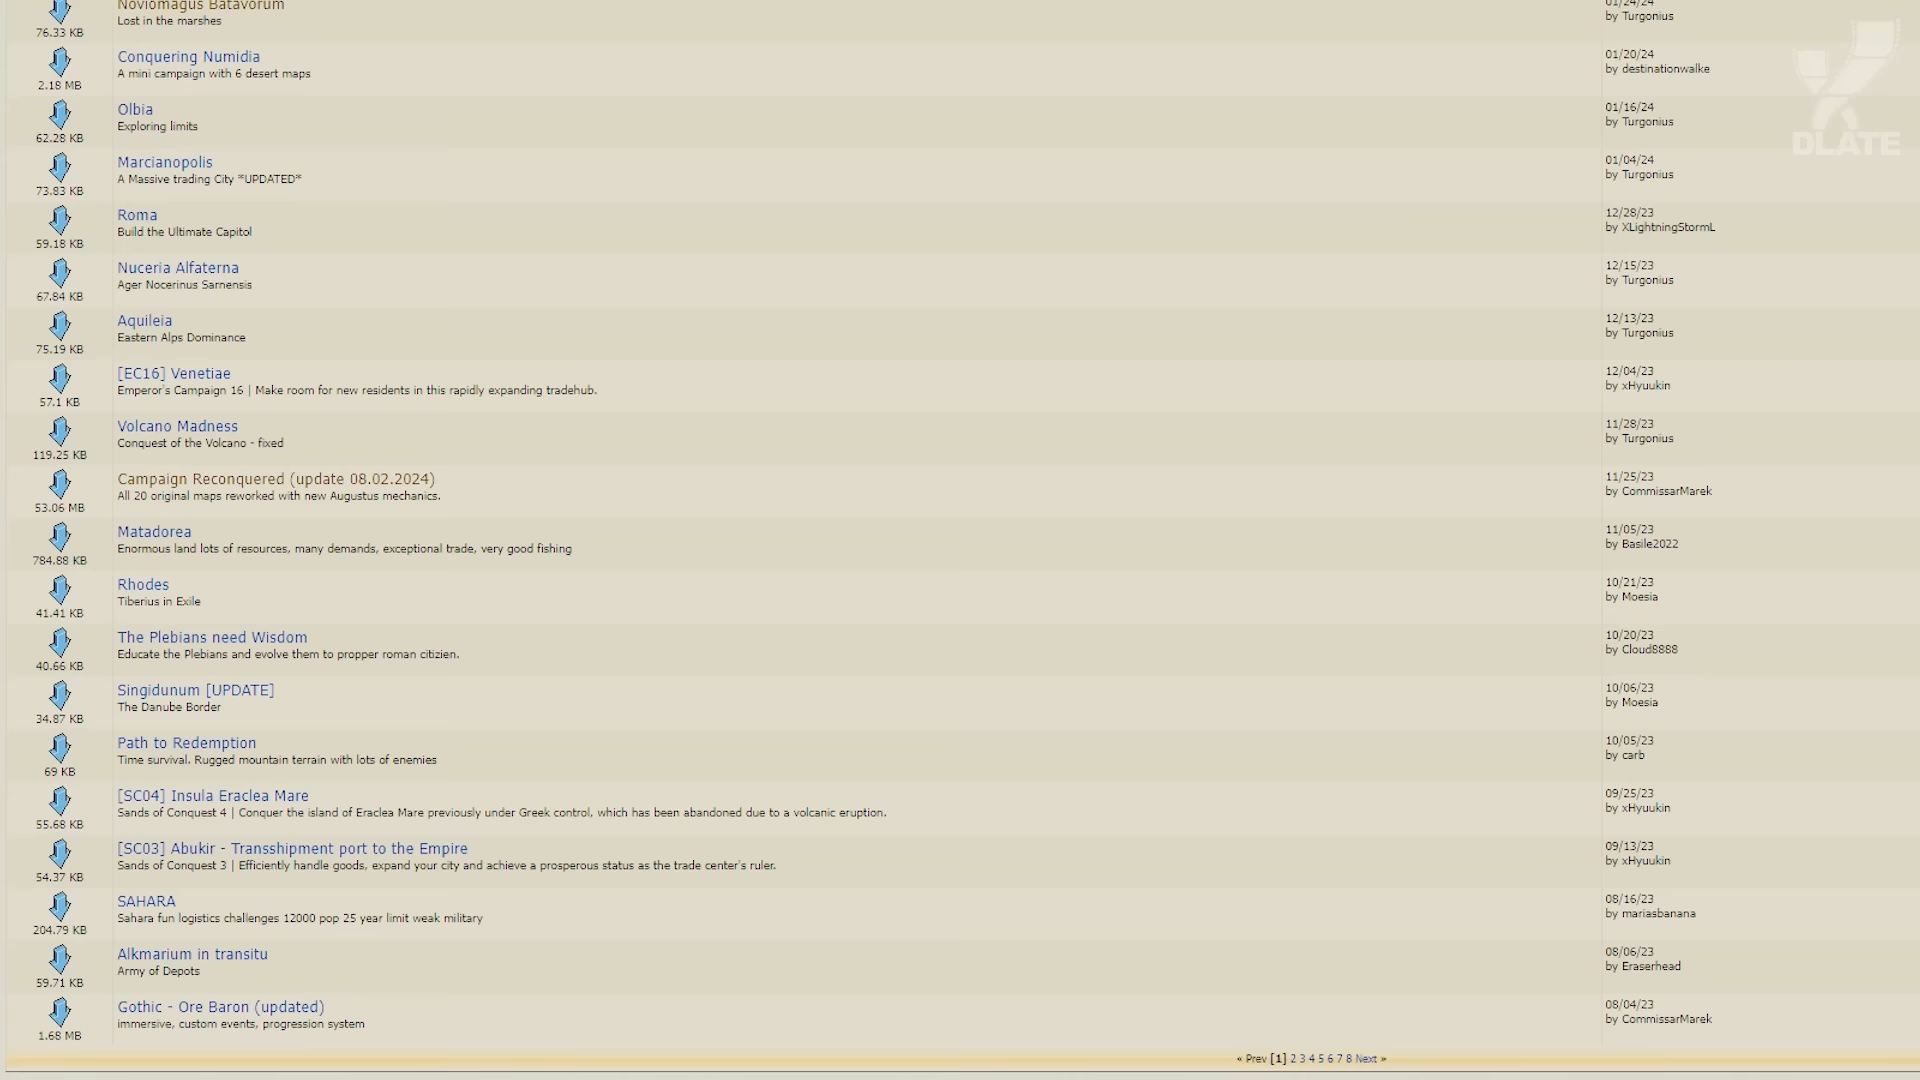 Noviomagus Batavorum
Lost in the marshes
76.33 KB
01/24/24
by Turgonius
Conquering Numidia
A mini campaign with 6 desert maps
2.18 MB
01/20/24
by destinationwalke
Olbia
Exploring limits
62.28 KB
01/16/24
by Turgonius
Marcianopolis
A Massive trading City *UPDATED*
73.83 KB
01/04/24
by Turgonius
Roma
Build the Ultimate Capitol
59.18 KB
12/28/23
by XLightningStormL
Nuceria Alfaterna
Ager Nocerinus Sarnensis
67.84 KB
12/15/23
by Turgonius
Aquileia
Eastern Alps Dominance
75.19 KB
12/13/23
by Turgonius
[EC16] Venetiae
Emperor's Campaign 16 | Make room for new residents in this rapidly expanding tradehub.
57.1 KB
12/04/23
by xHyuukin
Volcano Madness
Conquest of the Volcano - fixed
119.25 KB
11/28/23
by Turgonius
Campaign Reconquered (update 08.02.2024)
All 20 original maps reworked with new Augustus mechanics.
53.06 MB
11/25/23
by CommissarMarek
Matadorea
Enormous land lots of resources, many demands, exceptional trade, very good fishing
784.88 KB
11/05/23
by Basile2022
Rhodes
Tiberius in Exile
41.41 KB
10/21/23
by Moesia
The Plebians need Wisdom
Educate the Plebians and evolve them to propper roman citizien.
40.66 KB
10/20/23
by Cloud8888
Singidunum [UPDATE]
The Danube Border
34.87 KB
10/06/23
by Moesia
Path to Redemption
Time survival. Rugged mountain terrain with lots of enemies
69 KB
10/05/23
by carb
[SC04] Insula Eraclea Mare
Sands of Conquest 4 | Conquer the island of Eraclea Mare previously under Greek control, which has been abandoned due to a volcanic eruption.
55.68 KB
09/25/23
by xHyuukin
[SC03] Abukir - Transshipment port to the Empire
Sands of Conquest 3 | Efficiently handle goods, expand your city and achieve a prosperous status as the trade center's ruler.
54.37 KB
09/13/23
by xHyuukin
SAHARA
Sahara fun logistics challenges 12000 pop 25 year limit weak military
204.79 KB
08/16/23
by mariasbanana
Alkmarium in transitu
Army of Depots
59.71 KB
08/06/23
by Eraserhead
Gothic - Ore Baron (updated)
immersive, custom events, progression system
1.68 MB
08/04/23
by CommissarMarek
« Prev [1] 2 3 4 5 6 7 8 Next »
DLATE